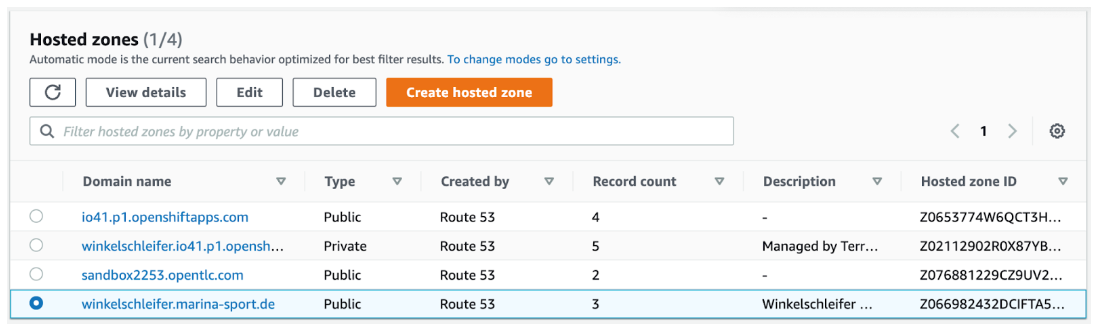 Hosted zones (1/4)
Automatic mode is the current search behavior optimized for best filter results. To change modes go to settings.
View details Edit Delete Create hosted zone
Filter hosted zones by property or value 1
Domain name Type Created by Record count Description Hosted zone ID
io41.p1.openshiftapps.com Public Route 53 4 - Z0653774W6QCT3H...
winkelschleifer.io41.p1.opensh... Private Route 53 5 Managed by Terr... Z02112902R0X87YB...
sandbox2253.opentlc.com Public Route 53 2 - Z076881229CZ9UV2...
winkelschleifer.marina-sport.de Public Route 53 3 Winkelschleifer ... Z066982432DCIFTA5...